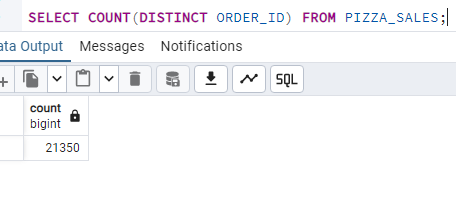 SELECT COUNT(DISTINCT ORDER_ID) FROM PIZZA_SALES;
ata Output Messages Notifications
SQL
count
bigint
21350